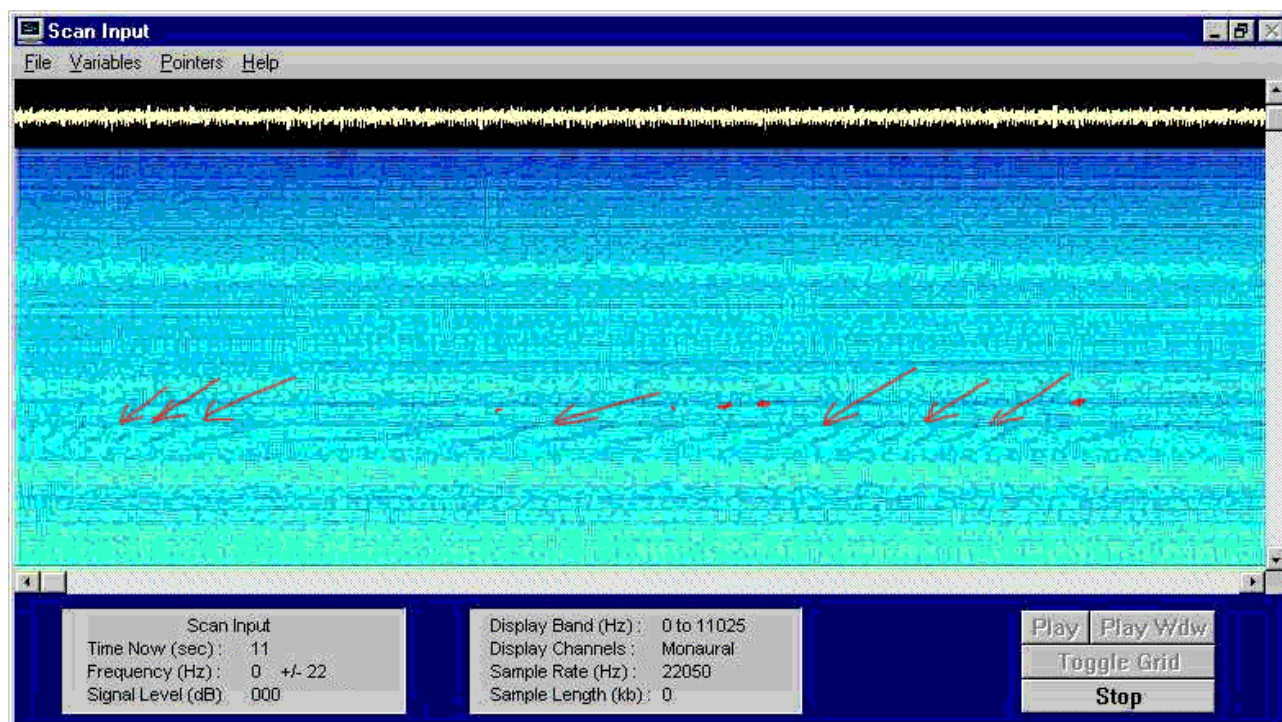 Scan Input
File Variables Pointers Help
Scan Input
Time Now (sec) : 11
Frequency (Hz) : 0 +/- 22
Signal Level (dB) : 000
Display Band (Hz) : 0 to 11025
Display Channels : Monaural
Sample Rate (Hz) : 22050
Sample Length (kb) : 0
Play Play Wdw
Toggle Grid
Stop